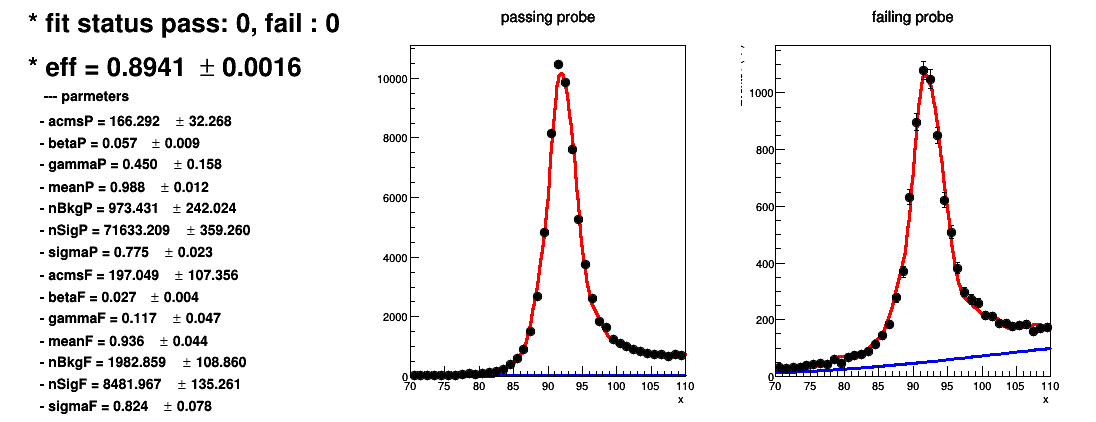 * fit status pass: 0, fail : 0
* eff = 0.8941 ± 0.0016
--- parmeters
- acmsP = 166.292 ± 32.268
- betaP = 0.057 ± 0.009
- gammaP = 0.450 ± 0.158
- meanP = 0.988 ± 0.012
- nBkgP = 973.431 ± 242.024
- nSigP = 71633.209 ± 359.260
- sigmaP = 0.775 ± 0.023
- acmsF = 197.049 ± 107.356
- betaF = 0.027 ± 0.004
- gammaF = 0.117 ± 0.047
- meanF = 0.936 ± 0.044
- nBkgF = 1982.859 ± 108.860
- nSigF = 8481.967 ± 135.261
- sigmaF = 0.824 ± 0.078
passing probe
10000
8000
6000
4000
2000
0
70 75 80 85 90 95 100 105 110
x
failing probe
1000
800
600
400
200
0
70 75 80 85 90 95 100 105 110
x